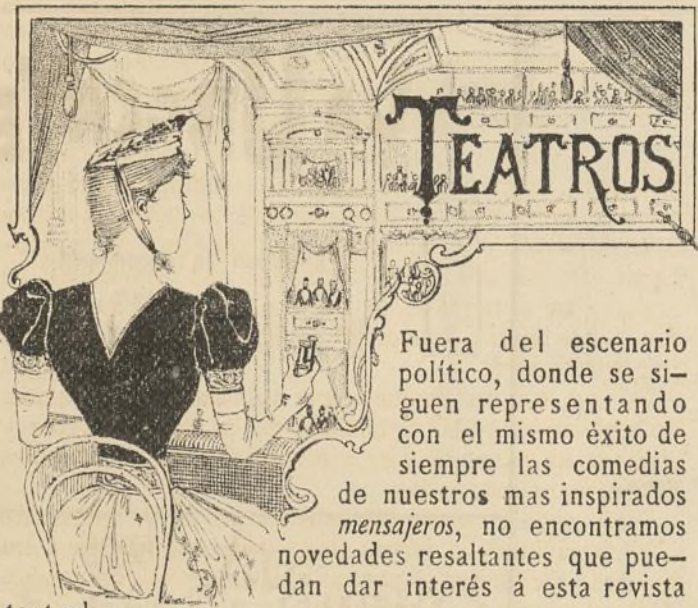 TEATROS
Fuera del escenario
político, donde se si-
guen representando
con el mismo èxito de
siempre las comedias
de nuestros mas inspirados
mensajeros, no encontramos
novedades resaltantes que pue-
dan dar interés á esta revista